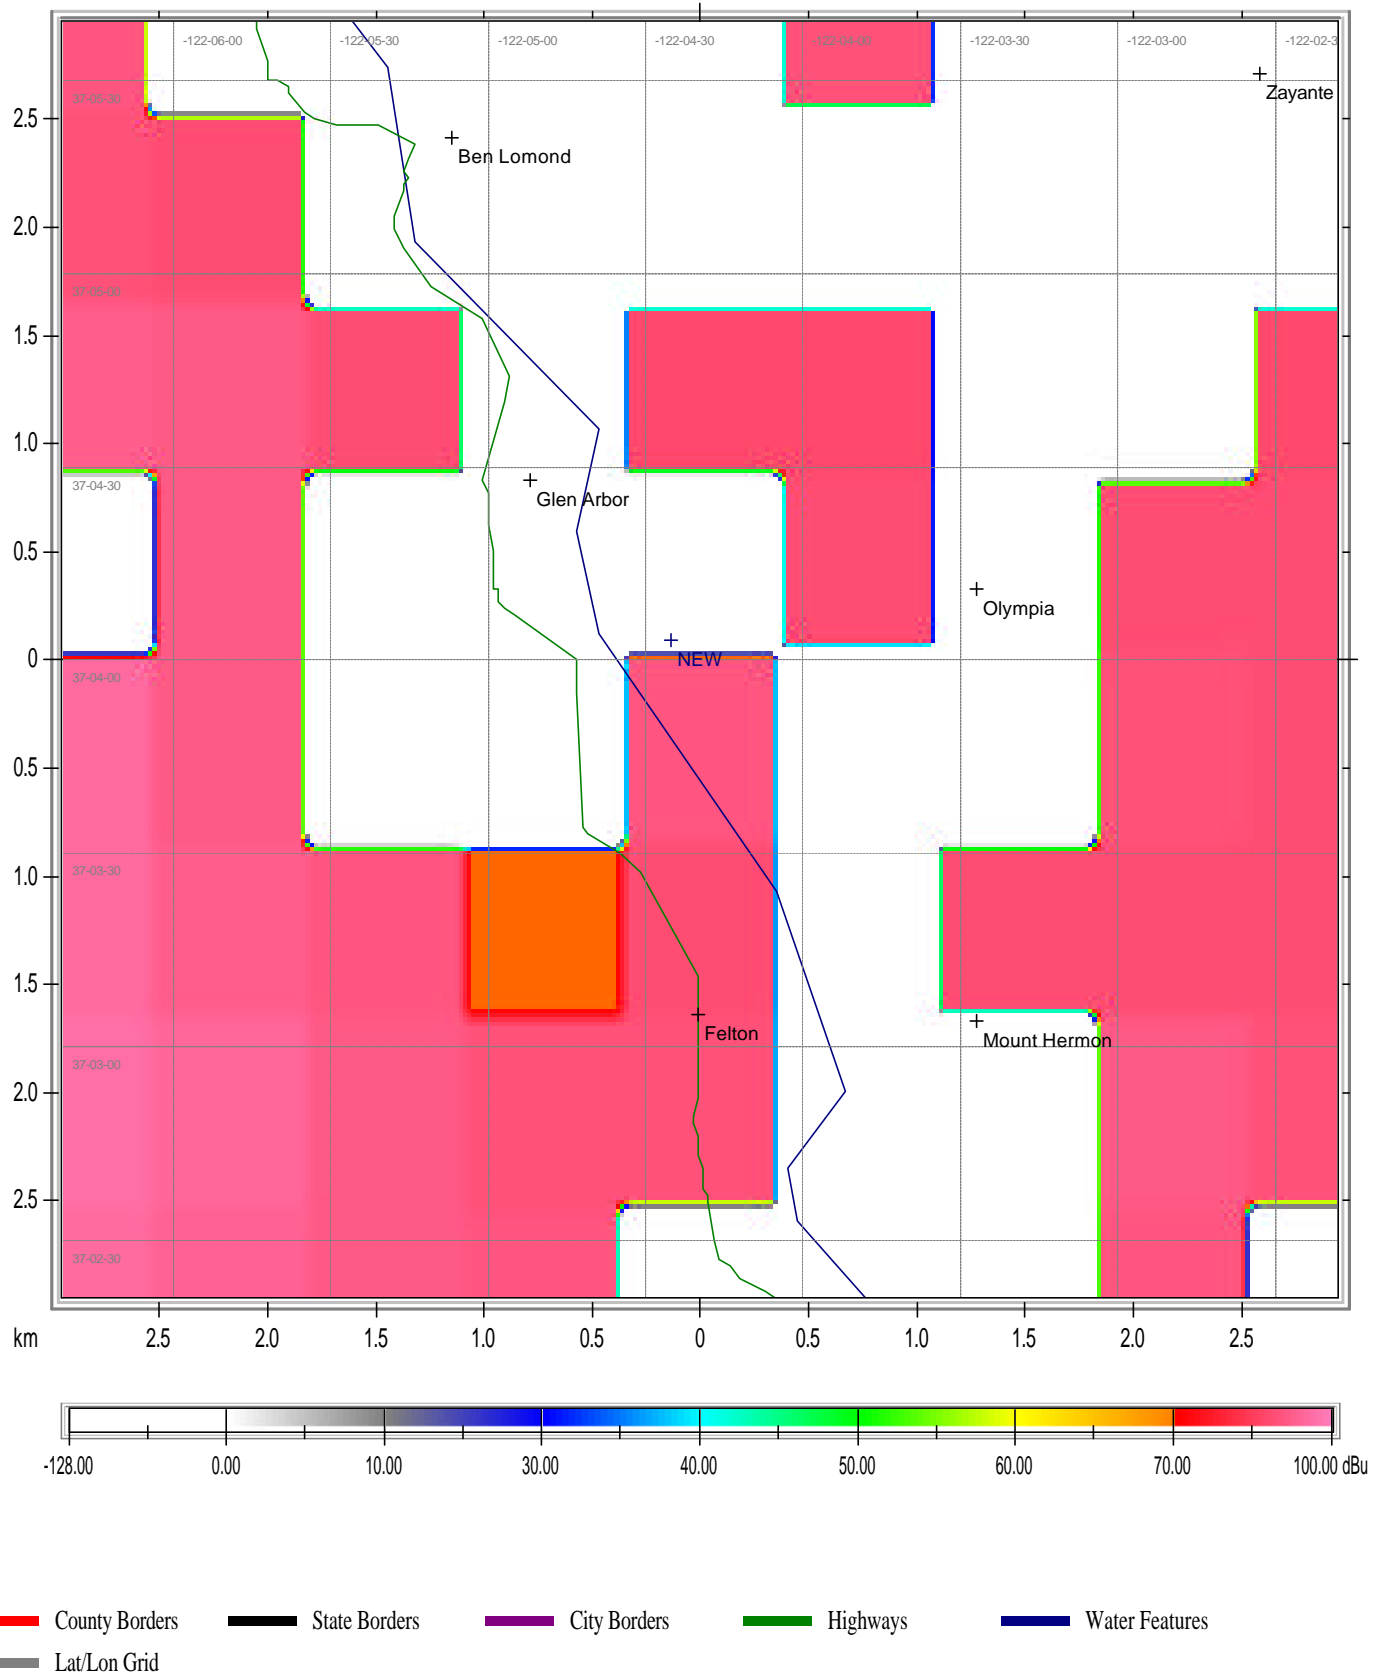 -122-06-00 -122-05-30 -122-05-00 -122-04-30 -122-04-00 -122-03-30 -122-03-00 -122-02-3
Zayante
37-05-30
2.5
Ben Lomond
2.0
37-05-00
1.5
1.0
37-04-30
Glen Arbor
0.5
Olympia
0
NEW
37-04-00
0.5
37-03-30
1.0
1.5
Felton
Mount Hermon
37-03-00
2.0
2.5
37-02-30
km 2.5 2.0 1.5 1.0 0.5 0 0.5 1.0 1.5 2.0 2.5
-128.00 0.00 10.00 30.00 40.00 50.00 60.00 70.00 100.00 dBu
County Borders State Borders City Borders Highways Water Features
Lat/Lon Grid